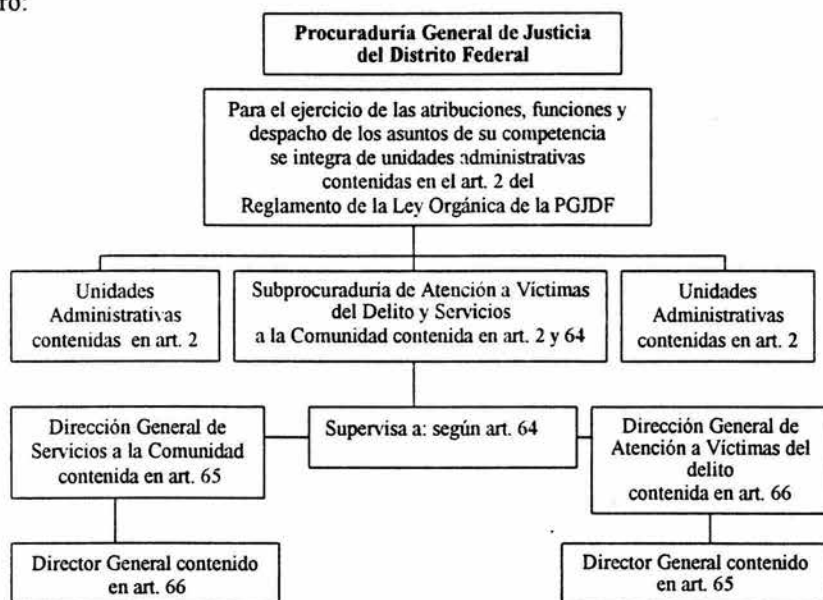 ro:
Procuraduría General de Justicia
del Distrito Federal
Para el ejercicio de las atribuciones, funciones y
despacho de los asuntos de su competencia
se integra de unidades administrativas
contenidas en el art. 2 del
Reglamento de la Ley Orgánica de la PGJDF
Unidades
Administrativas
contenidas en art. 2
Subprocuraduría de Atención a Víctimas
del Delito y Servicios
a la Comunidad contenida en art. 2 y 64
Unidades
Administrativas
contenidas en art. 2
Dirección General de
Servicios a la Comunidad
contenida en art. 65
Supervisa a: según art. 64
Dirección General de
Atención a Víctimas del
delito
contenida en art. 66
Director General contenido
en art. 66
Director General contenido
en art. 65